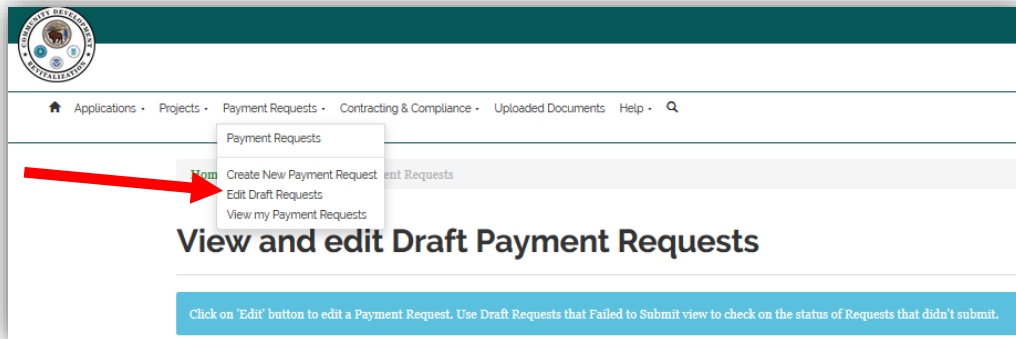 COMMUNITY DEVELOPMENT
REVITALIZATION
Applications Projects Payment Requests Contracting & Compliance Uploaded Documents Help
Payment Requests
Create New Payment Request
Edit Draft Requests
View my Payment Requests
Hom
ent Requests
View and edit Draft Payment Requests
Click on 'Edit' button to edit a Payment Request. Use Draft Requests that Failed to Submit view to check on the status of Requests that didn't submit.